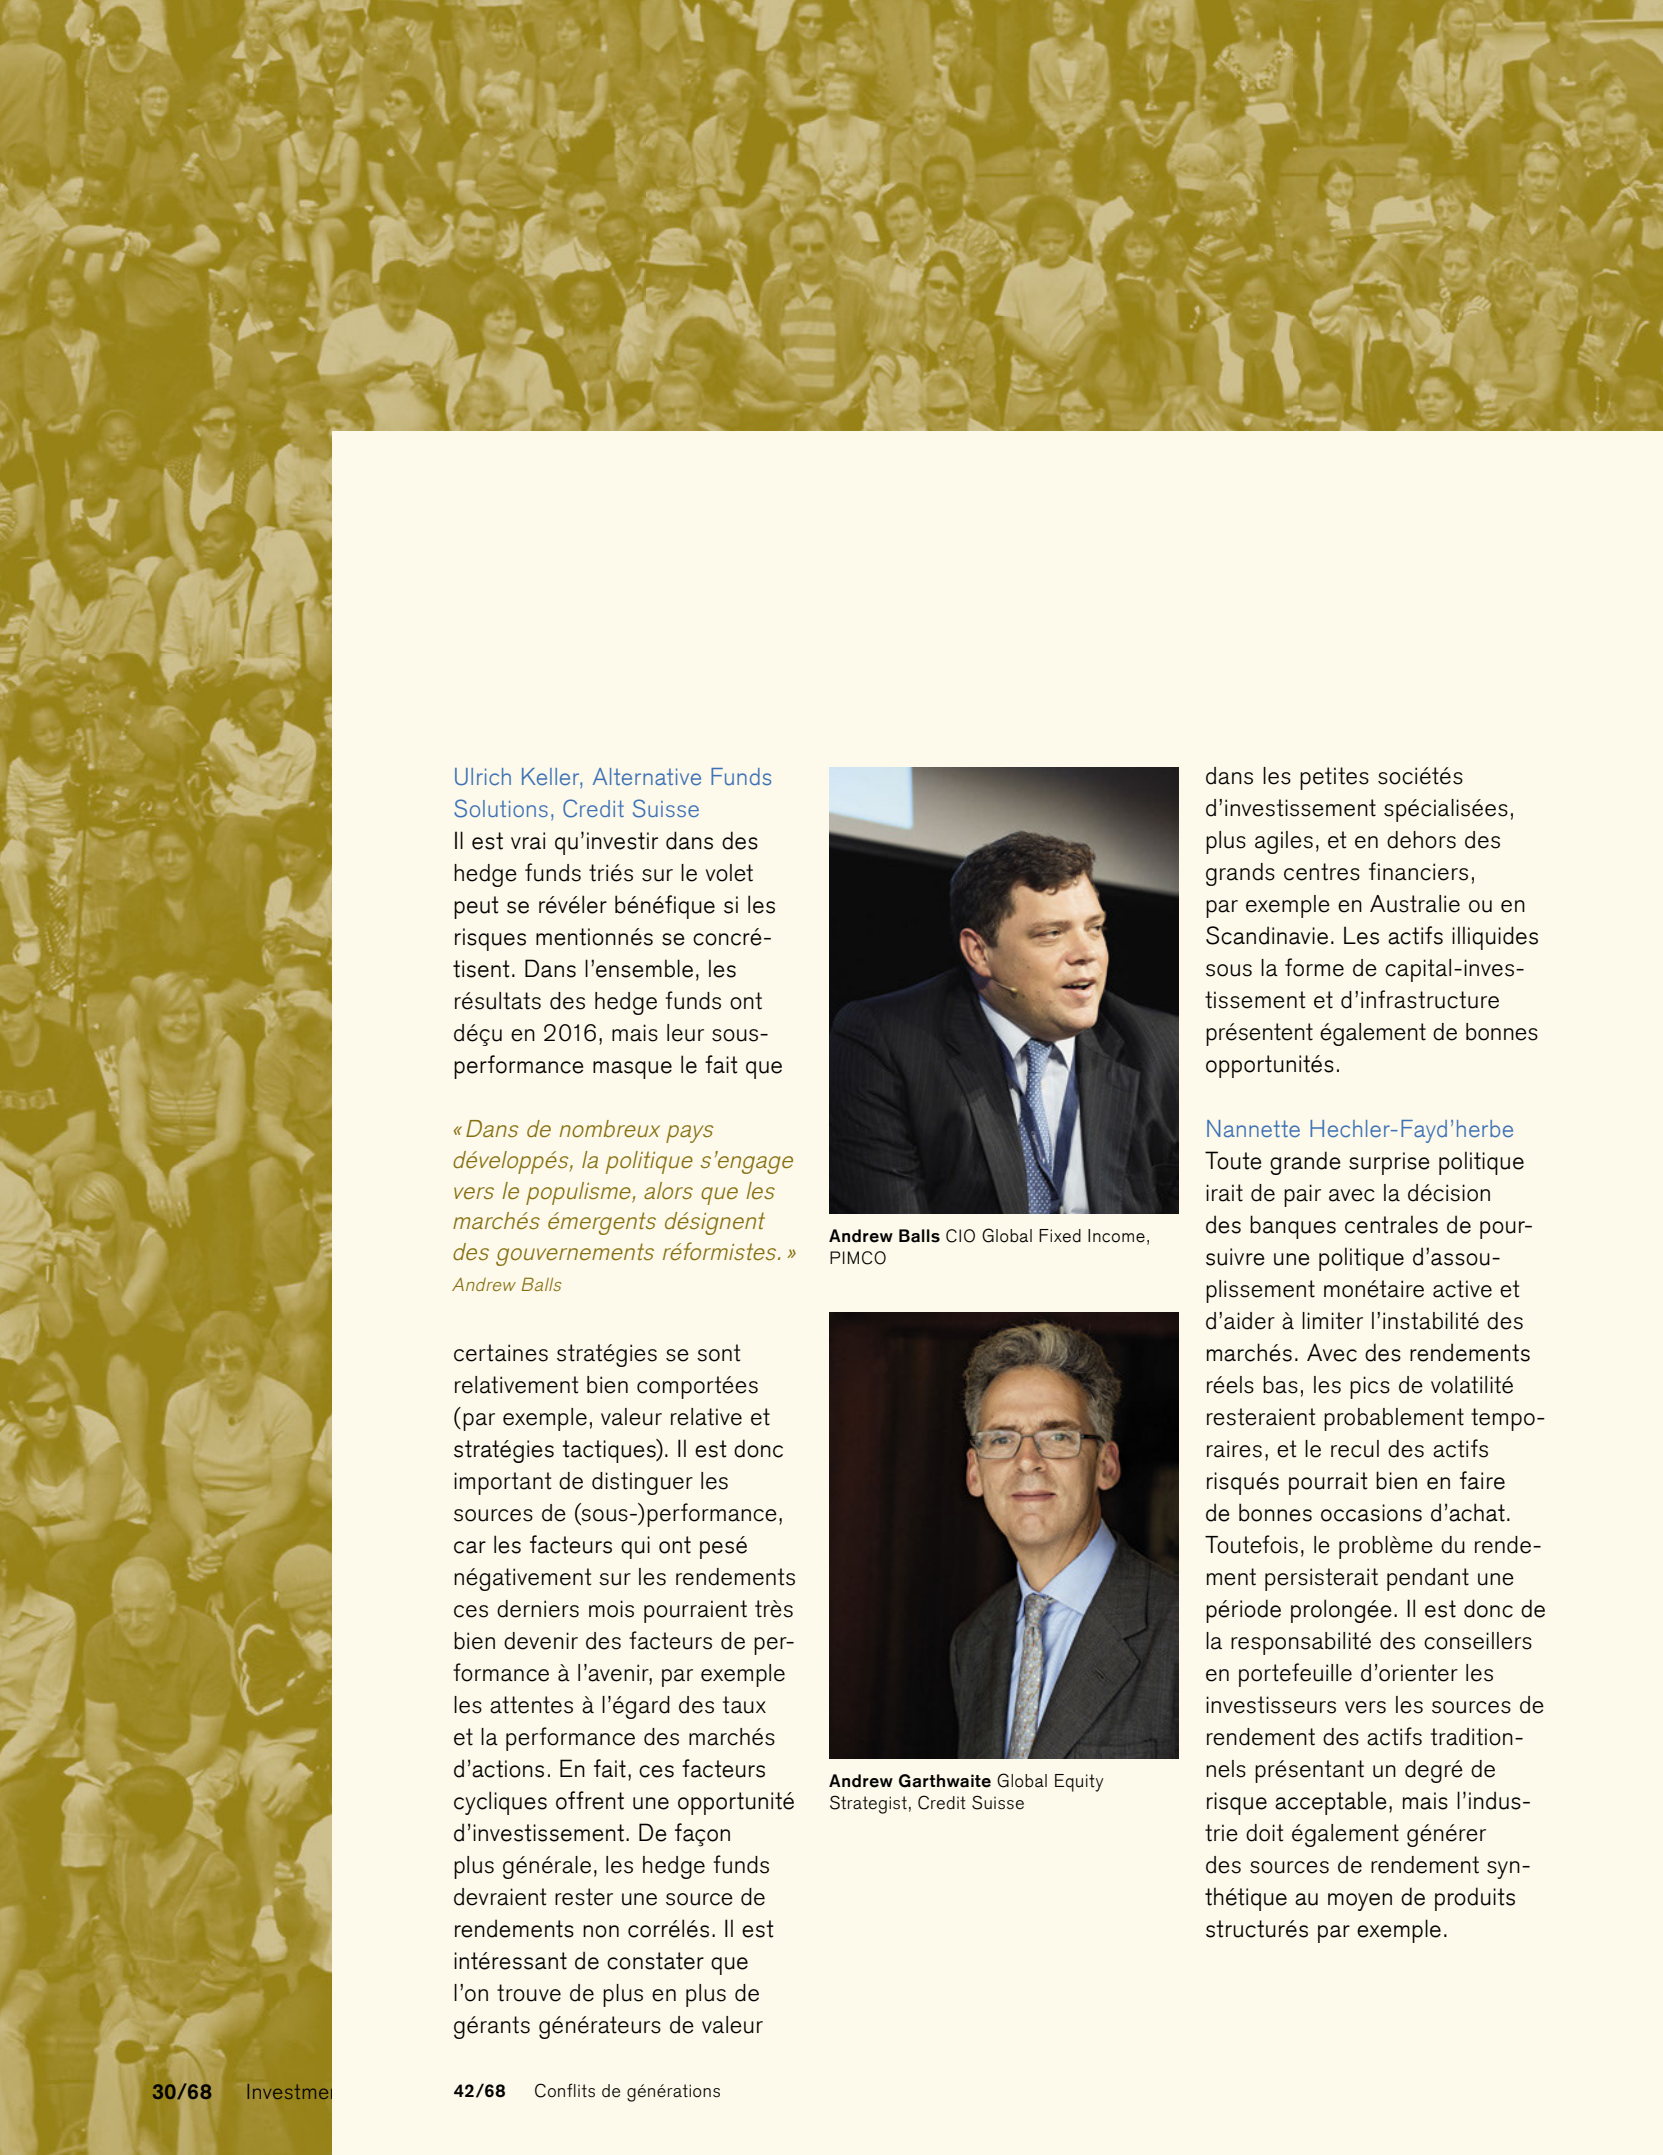 Ulrich Keller, Alternative Funds
Solutions, Credit Suisse
Il est vrai qu’investir dans des
hedge funds triés sur le volet
peut se révéler bénéfique si les
risques mentionnés se concré-
tisent. Dans l’ensemble, les
résultats des hedge funds ont
déçu en 2016, mais leur sous-
performance masque le fait que
« Dans de nombreux pays
développés, la politique s’engage
vers le populisme, alors que les
marchés émergents désignent
des gouvernements réformistes. »
Andrew Balls
certaines stratégies se sont
relativement bien comportées
(par exemple, valeur relative et
stratégies tactiques). Il est donc
important de distinguer les
sources de (sous-)performance,
car les facteurs qui ont pesé
négativement sur les rendements
ces derniers mois pourraient très
bien devenir des facteurs de per-
formance à l’avenir, par exemple
les attentes à l’égard des taux
et la performance des marchés
d’actions. En fait, ces facteurs
cycliques offrent une opportunité
d’investissement. De façon
plus générale, les hedge funds
devraient rester une source de
rendements non corrélés. Il est
intéressant de constater que
l’on trouve de plus en plus de
gérants générateurs de valeur
Andrew Balls CIO Global Fixed Income,
PIMCO
Andrew Garthwaite Global Equity
Strategist, Credit Suisse
dans les petites sociétés
d’investissement spécialisées,
plus agiles, et en dehors des
grands centres financiers,
par exemple en Australie ou en
Scandinavie. Les actifs illiquides
sous la forme de capital-inves-
tissement et d’infrastructure
présentent également de bonnes
opportunités.
Nannette Hechler-Fayd’herbe
Toute grande surprise politique
irait de pair avec la décision
des banques centrales de pour-
suivre une politique d’assou-
plissement monétaire active et
d’aider à limiter l’instabilité des
marchés. Avec des rendements
réels bas, les pics de volatilité
resteraient probablement tempo-
raires, et le recul des actifs
risqués pourrait bien en faire
de bonnes occasions d’achat.
Toutefois, le problème du rende-
ment persisterait pendant une
période prolongée. Il est donc de
la responsabilité des conseillers
en portefeuille d’orienter les
investisseurs vers les sources de
rendement des actifs tradition-
nels présentant un degré de
risque acceptable, mais l’indus-
trie doit également générer
des sources de rendement syn-
thétique au moyen de produits
structurés par exemple.
30/68 Investme
42/68 Conflits de générations